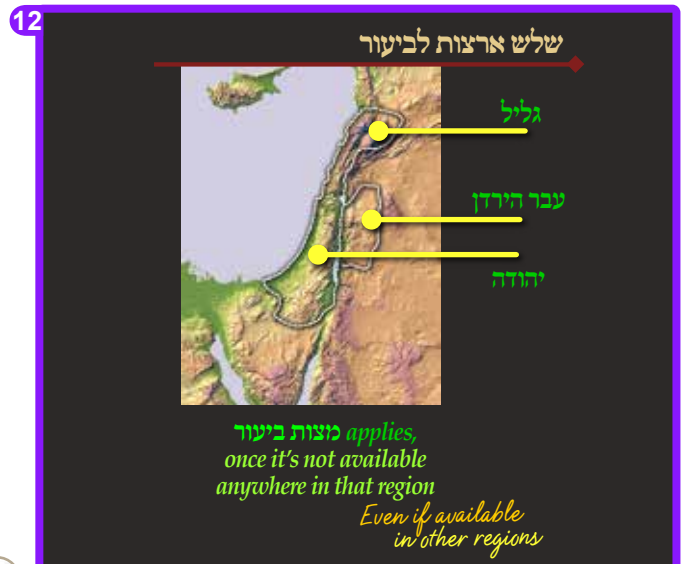 12
שלש ארצות לביעור
גליל
עבר הירדן
יהודה
מצות ביעור applies,
once it's not available
anywhere in that region
Even if available
in other regions